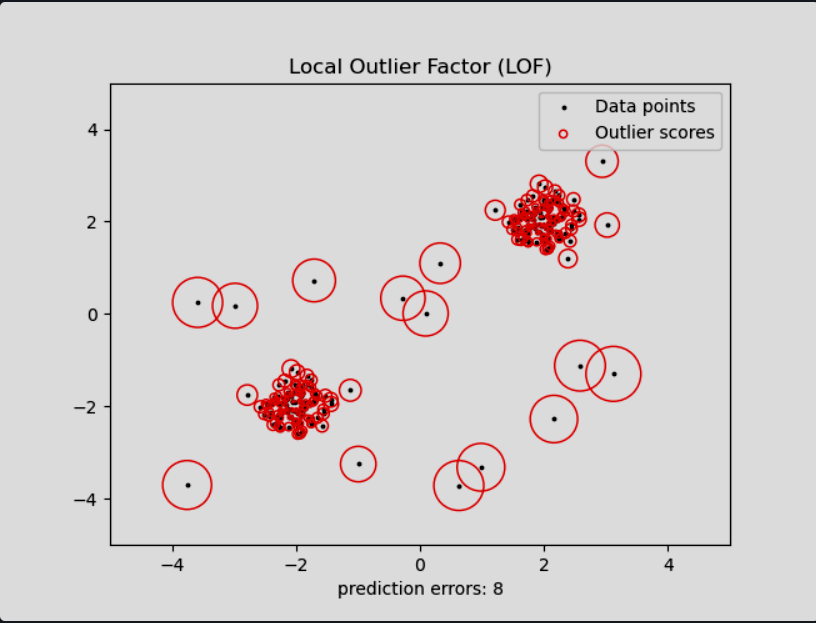 Local Outlier Factor (LOF)
Data points
Outlier scores
4
2
0
−2
−4
−4
−2
0
2
4
prediction errors: 8